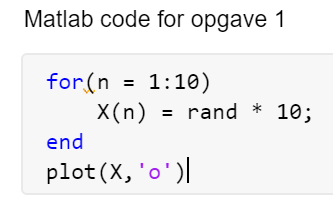 Matlab code for opgave 1
for(n = 1:10)
    X(n) = rand * 10;
end
plot(X,'o')